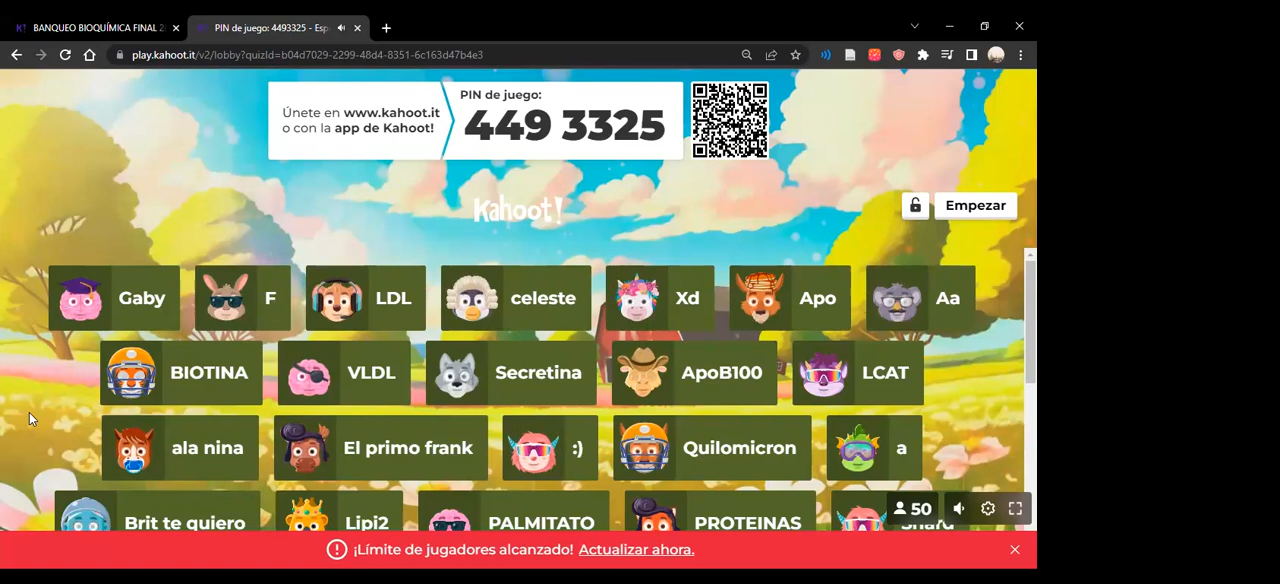 BANQUEO BIOQUÍMICA FINAL 2
PIN de juego: 4493325 - Esp
play.kahoot.it/v2/lobby?quizId=b04d7029-2299-48d4-8351-6c163d47b4e3
Únete en www.kahoot.it
o con la app de Kahoot!
PIN de juego:
449 3325
Kahoot!
Empezar
Gaby F LDL celeste Xd Apo Aa
BIOTINA VLDL Secretina ApoB100 LCAT
ala nina El primo frank :) Quilomicron a
Brit te quiero Lipi2 PALMITATO PROTEINAS
50
¡Límite de jugadores alcanzado! Actualizar ahora.